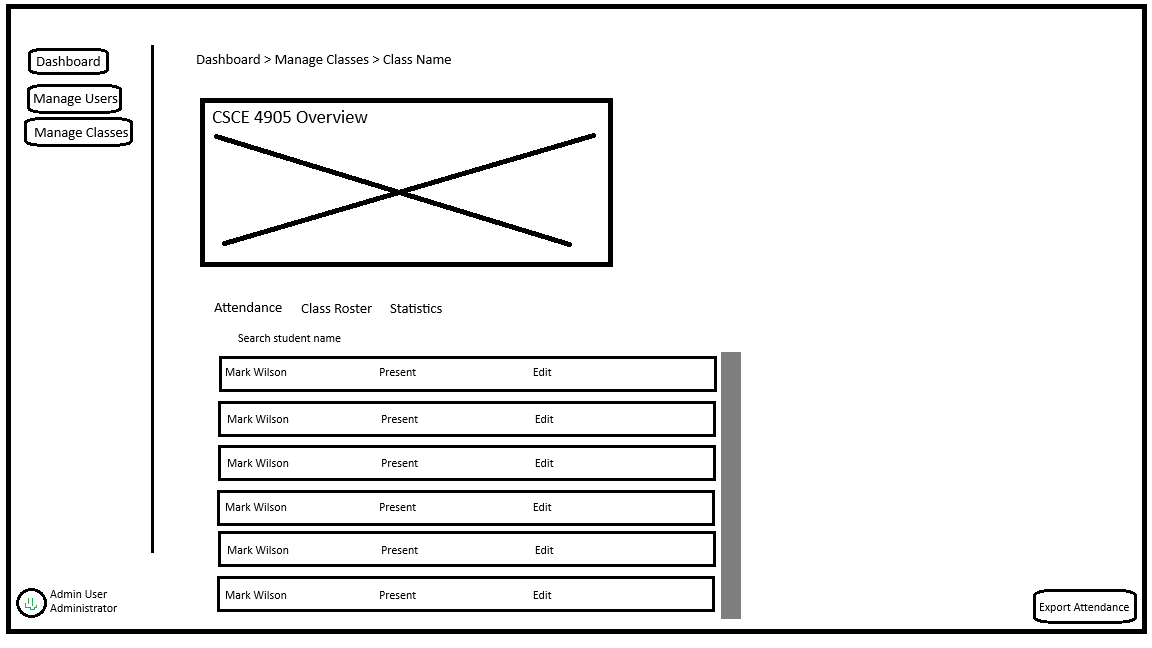 Dashboard
Manage Users
Manage Classes
Dashboard > Manage Classes > Class Name
CSCE 4905 Overview
Attendance Class Roster Statistics
Search student name
Mark Wilson Present Edit
Mark Wilson Present Edit
Mark Wilson Present Edit
Mark Wilson Present Edit
Mark Wilson Present Edit
Mark Wilson Present Edit
Admin User
Administrator
Export Attendance